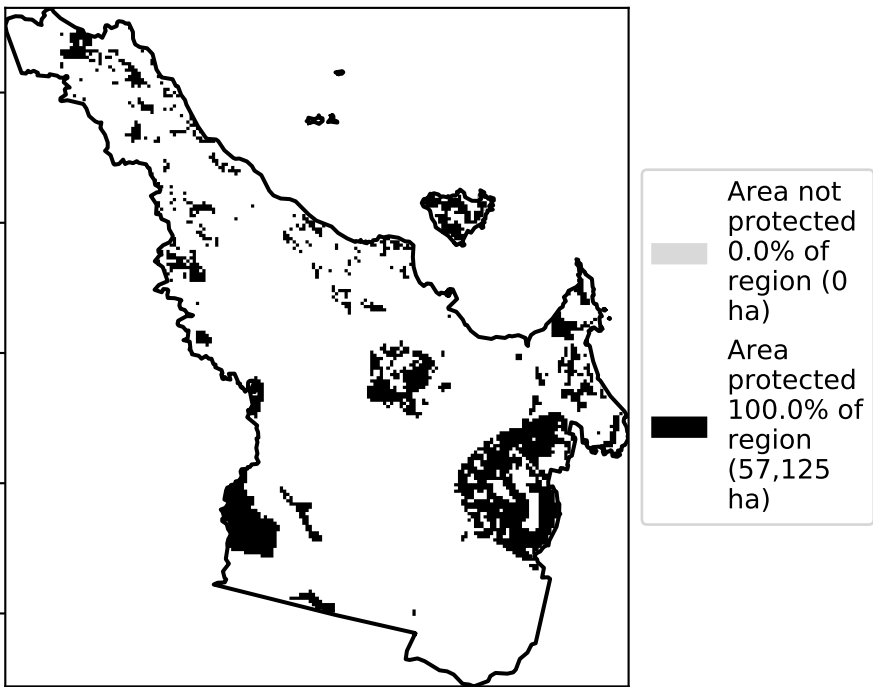 Area not
protected
0.0% of
region (0
ha)
Area
protected
100.0% of
region
(57,125
ha)